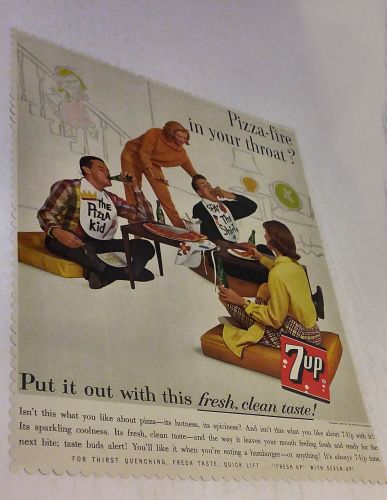 Pizza-fire
in your throat?
THE
PIZZA
kid
SPARE
The
Shirt
7up
Put it out with this fresh, clean taste!
Isn't this what you like about pizza—its hotness, its spiciness? And isn't this what you like about 7-Up with it?
Its sparkling coolness. Its fresh, clean taste—and the way it leaves your mouth feeling fresh and ready for the
next bite; taste buds alert! You'll like it when you're eating a hamburger—or anything! It's always 7-Up time.
FOR THIRST QUENCHING, FRESH TASTE, QUICK LIFT ... "FRESH UP" WITH SEVEN-UP!